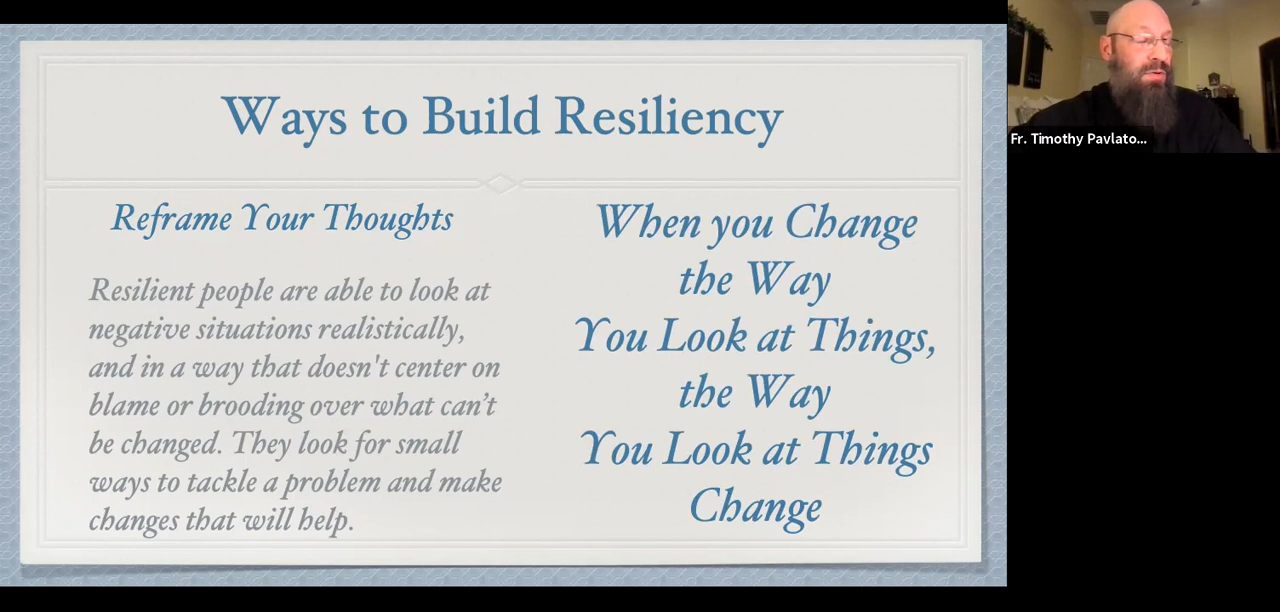 Ways to Build Resiliency
Reframe Your Thoughts
Resilient people are able to look at
negative situations realistically,
and in a way that doesn't center on
blame or brooding over what can’t
be changed. They look for small
ways to tackle a problem and make
changes that will help.
When you Change
the Way
You Look at Things,
the Way
You Look at Things
Change
Fr. Timothy Pavlato...